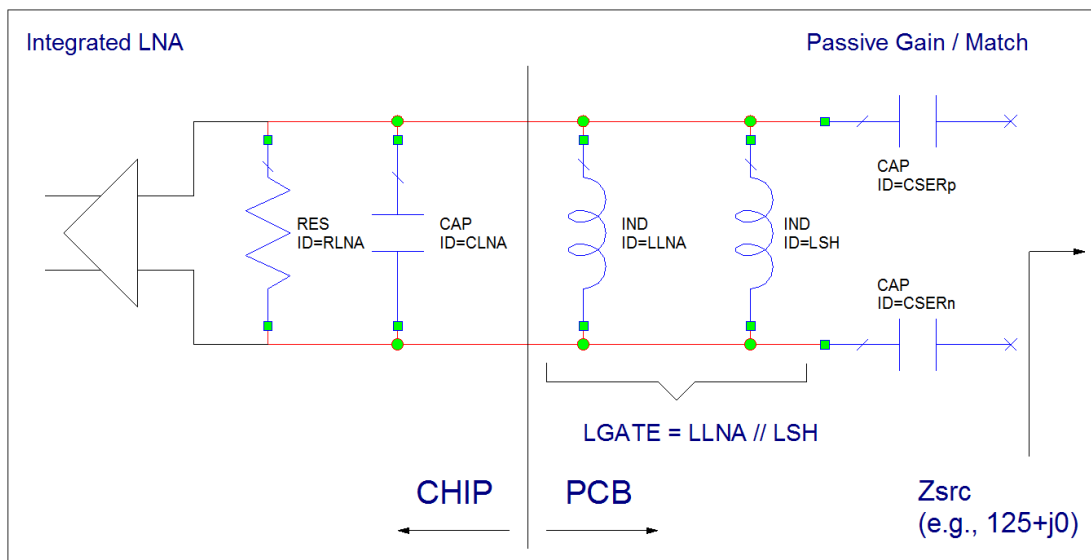 Integrated LNA
Passive Gain / Match
CAP
ID=CSERp
RES
ID=RLNA
CAP
ID=CLNA
IND
ID=LLNA
IND
ID=LSH
CAP
ID=CSERn
LGATE = LLNA // LSH
CHIP
PCB
Zsrc
(e.g., 125+j0)